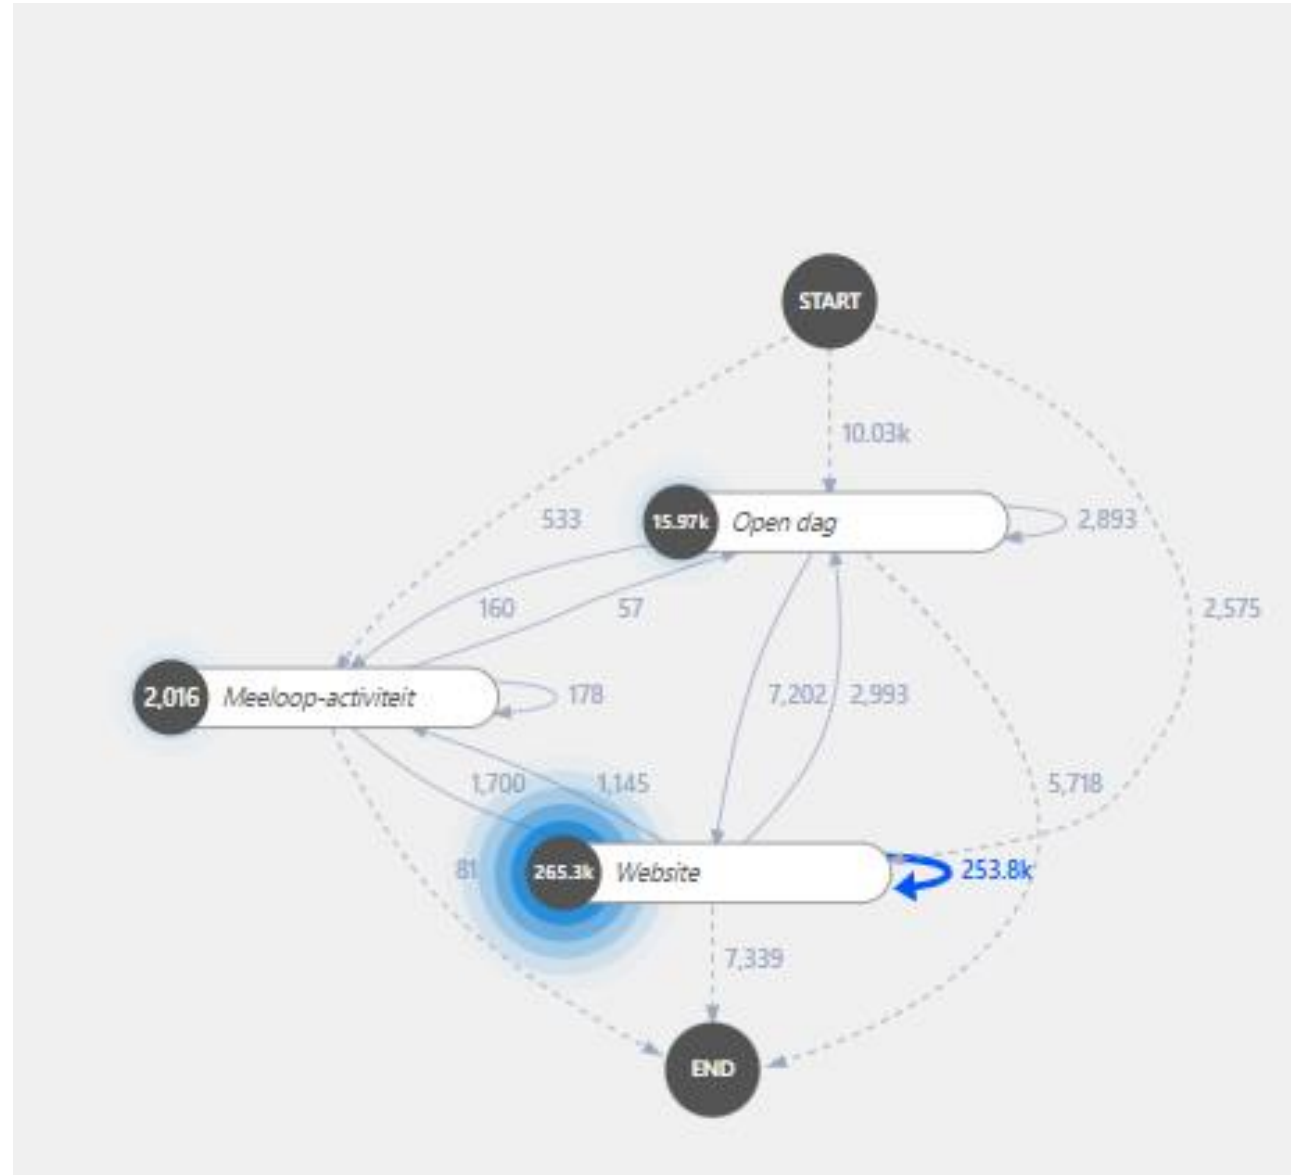 START
10.03k
15.97k Open dag
2,893
533
160
57
2,575
2,016 Meeloop-activiteit
178
7,202
2,993
1,700
1,145
5,718
81
265.3k Website
253.8k
7,339
END